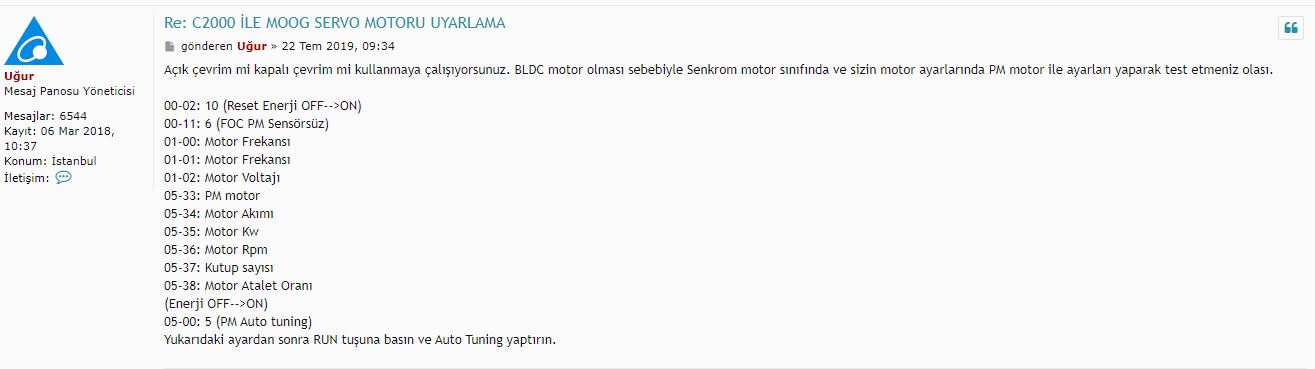 Re: C2000 İLE MOOG SERVO MOTORU UYARLAMA
gönderen Uğur » 22 Tem 2019, 09:34
Uğur
Mesaj Panosu Yöneticisi
Mesajlar: 6544
Kayıt: 06 Mar 2018,
10:37
Konum: İstanbul
İletişim:
Açık çevrim mi kapalı çevrim mi kullanmaya çalışıyorsunuz. BLDC motor olması sebebiyle Senkrom motor sınıfında ve sizin motor ayarlarında PM motor ile ayarları yaparak test etmeniz olası.
00-02: 10 (Reset Enerji OFF-->ON)
00-11: 6 (FOC PM Sensörsüz)
01-00: Motor Frekansı
01-01: Motor Frekansı
01-02: Motor Voltajı
05-33: PM motor
05-34: Motor Akımı
05-35: Motor Kw
05-36: Motor Rpm
05-37: Kutup sayısı
05-38: Motor Atalet Oranı
(Enerji OFF-->ON)
05-00: 5 (PM Auto tuning)
Yukarıdaki ayardan sonra RUN tuşuna basın ve Auto Tuning yaptırın.